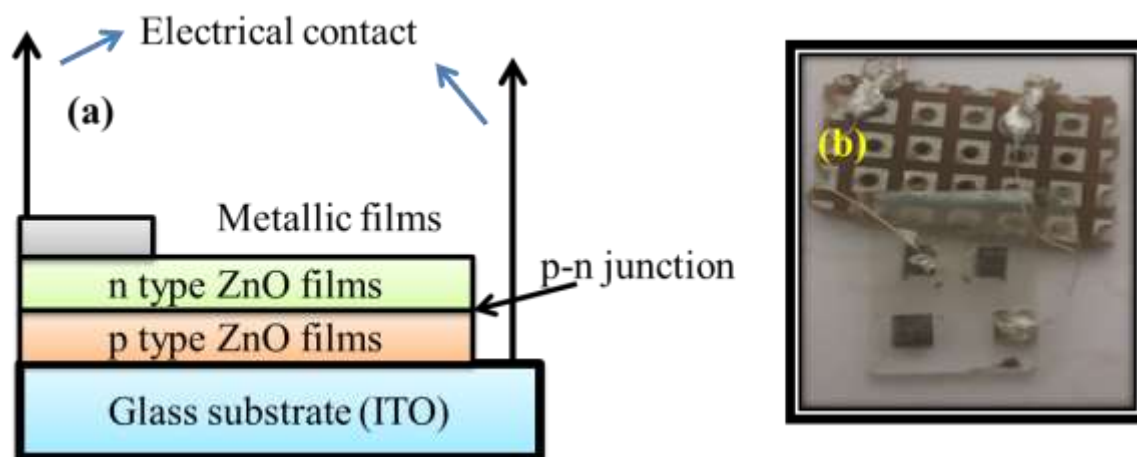 Electrical contact
(a)
(b)
Metallic films
p-n junction
n type ZnO films
p type ZnO films
Glass substrate (ITO)